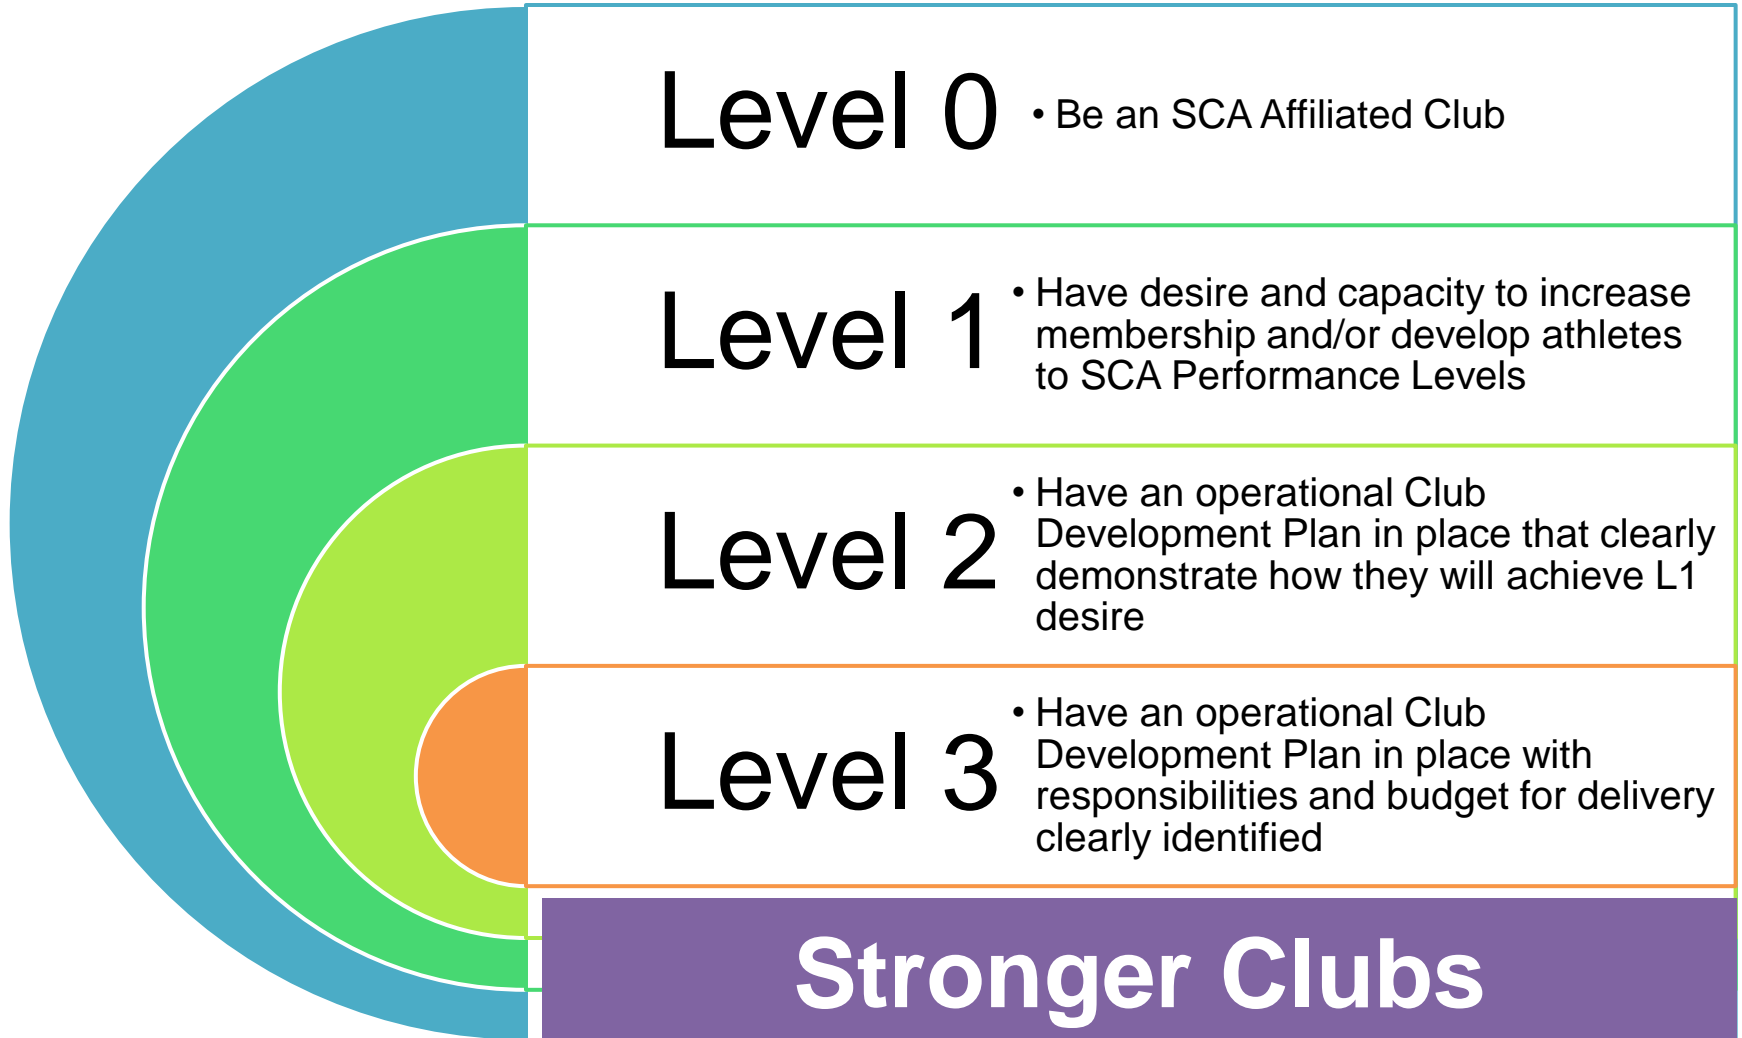 Level 0
• Be an SCA Affiliated Club
Level 1
• Have desire and capacity to increase
membership and/or develop athletes
to SCA Performance Levels
Level 2
• Have an operational Club
Development Plan in place that clearly
demonstrate how they will achieve L1
desire
Level 3
• Have an operational Club
Development Plan in place with
responsibilities and budget for delivery
clearly identified
Stronger Clubs